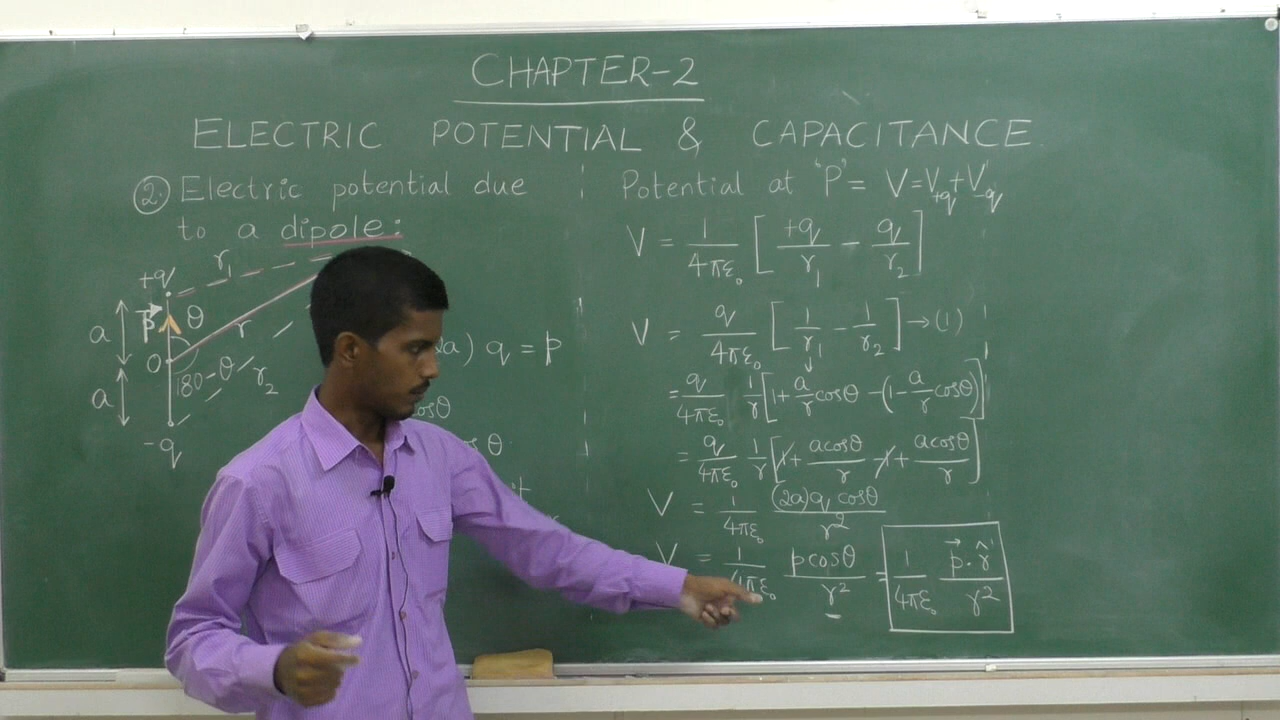 CHAPTER-2
ELECTRIC POTENTIAL & CAPACITANCE.
2. Electric potential due
to a dipole:
+q
r₁
a
p⃗
θ
r
O
180-θ
r₂
a
-q
a) q = p
cosθ
cosθ
Potential at 'P' = V = V₊q + V₋q
V = 1/4πε₀ [ +q/r₁ - q/r₂ ]
V = q/4πε₀ [ 1/r₁ - 1/r₂ ] → (1)
= q/4πε₀ 1/r [ 1 + a/r cosθ - (1 - a/r cosθ) ]
= q/4πε₀ 1/r [ 1 + acosθ/r - 1 + acosθ/r ]
V = 1/4πε₀ (2a)q cosθ/r²
V = 1/4πε₀ pcosθ/r² = 1/4πε₀ p⃗.r̂/r²